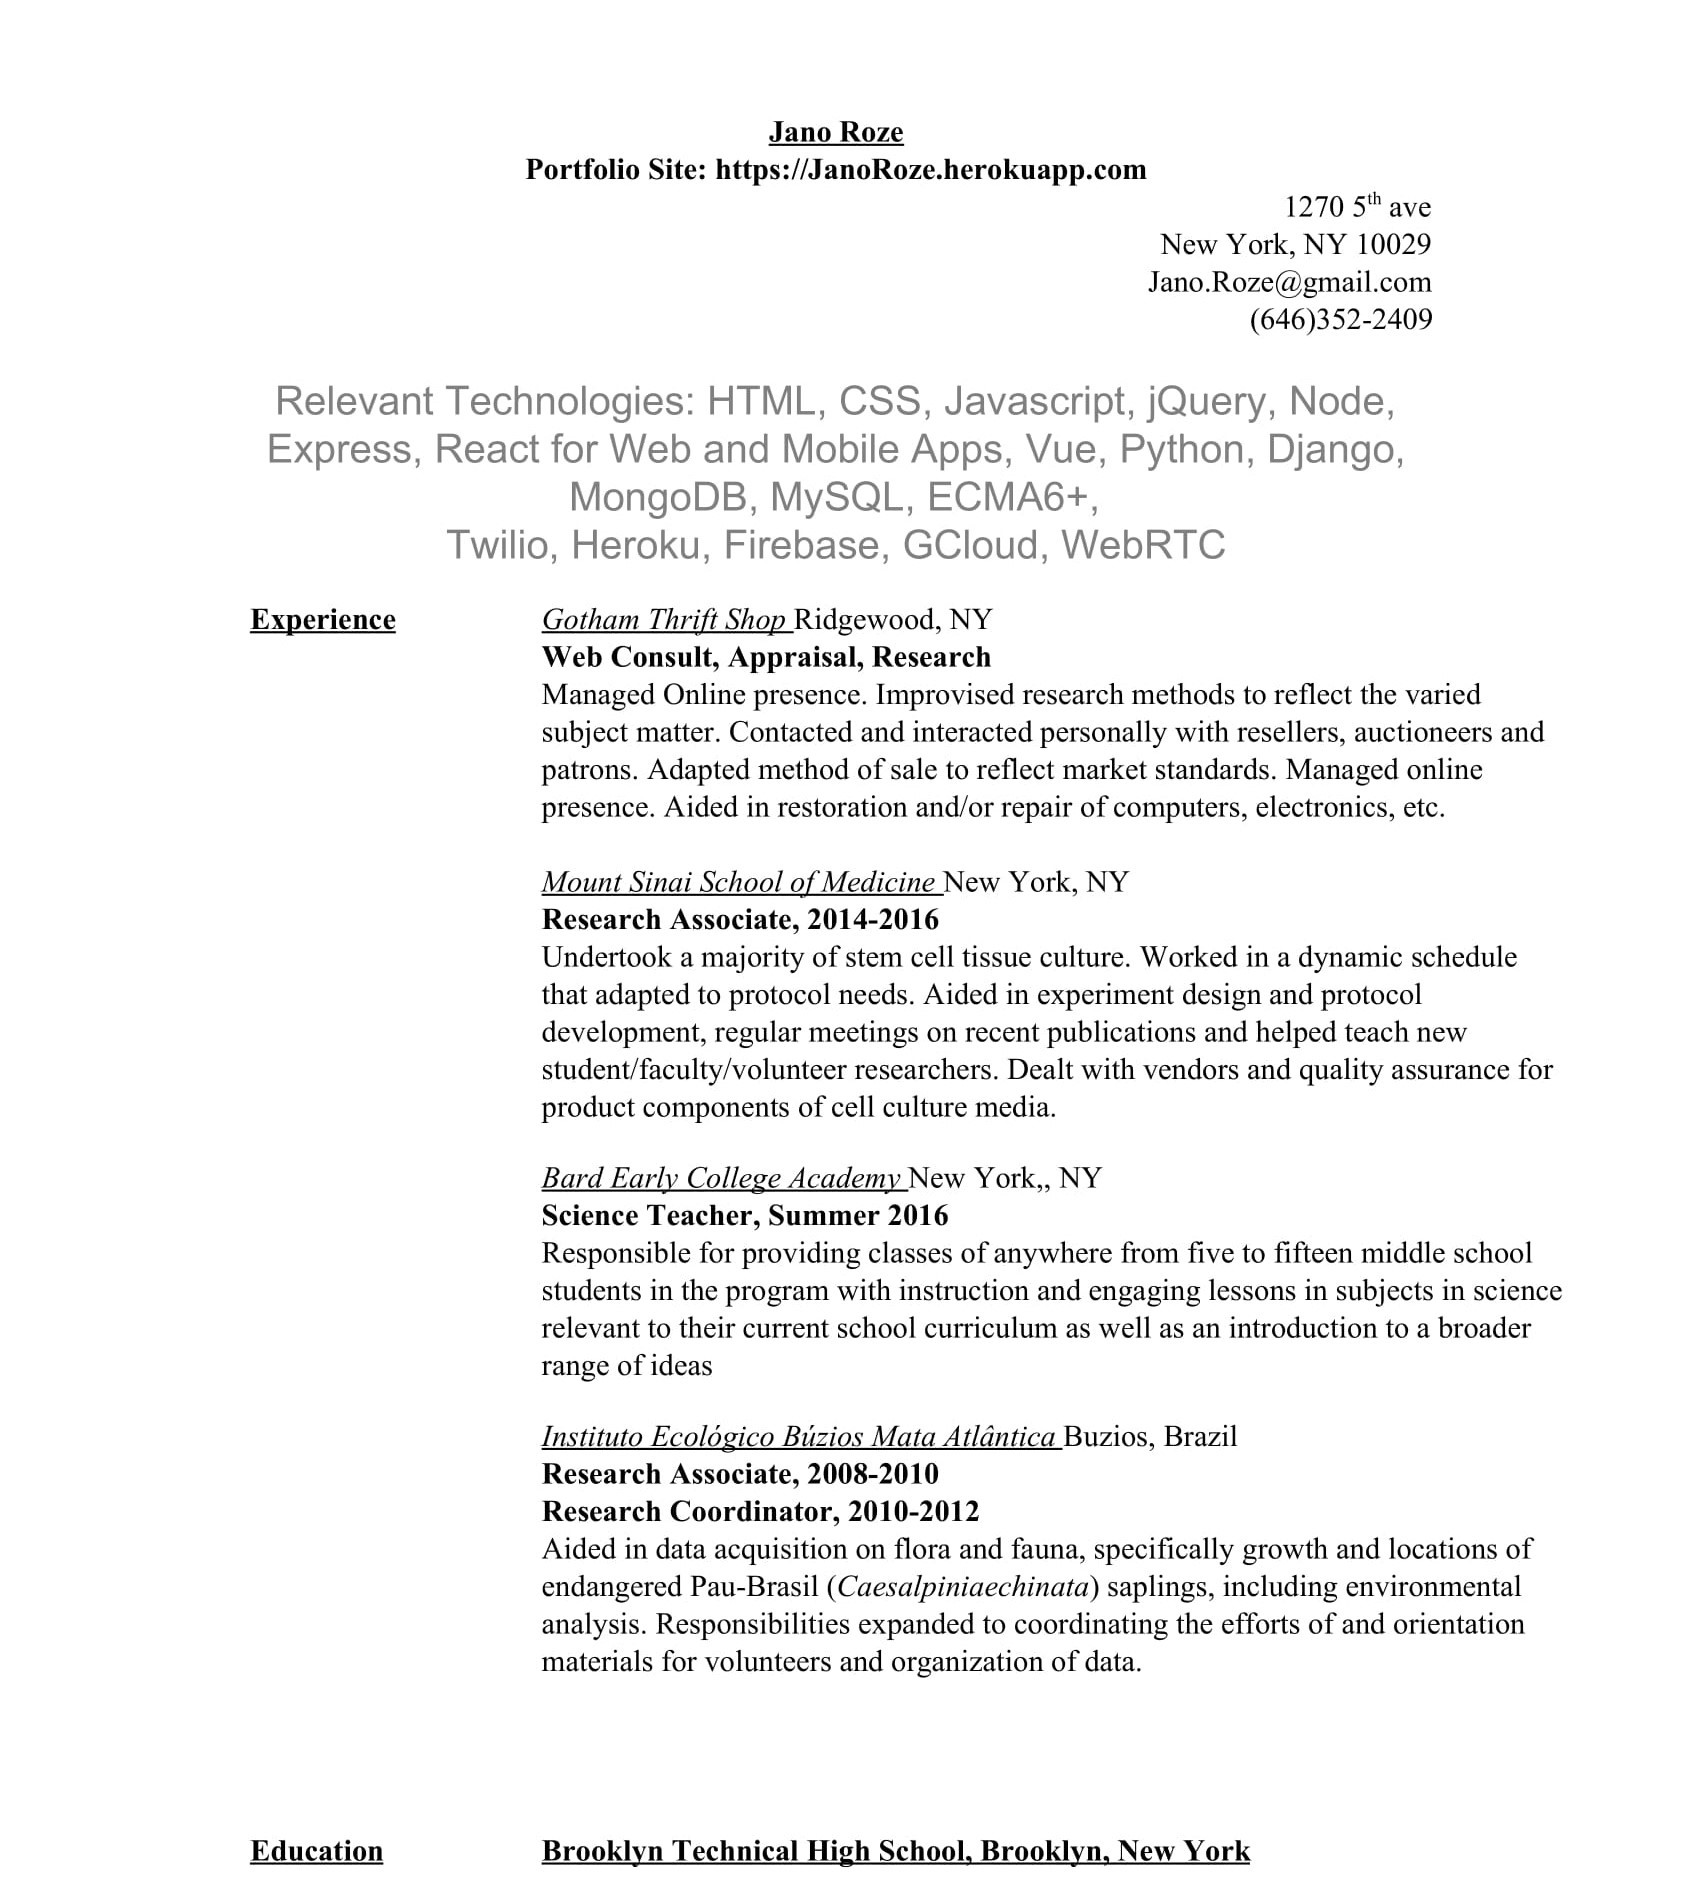 Jano Roze
Portfolio Site: https://JanoRoze.herokuapp.com
1270 5th ave
New York, NY 10029
Jano.Roze@gmail.com
(646)352-2409
Relevant Technologies: HTML, CSS, Javascript, jQuery, Node,
Express, React for Web and Mobile Apps, Vue, Python, Django,
MongoDB, MySQL, ECMA6+,
Twilio, Heroku, Firebase, GCloud, WebRTC
Experience Gotham Thrift Shop Ridgewood, NY
Web Consult, Appraisal, Research
Managed Online presence. Improvised research methods to reflect the varied
subject matter. Contacted and interacted personally with resellers, auctioneers and
patrons. Adapted method of sale to reflect market standards. Managed online
presence. Aided in restoration and/or repair of computers, electronics, etc.
Mount Sinai School of Medicine New York, NY
Research Associate, 2014-2016
Undertook a majority of stem cell tissue culture. Worked in a dynamic schedule
that adapted to protocol needs. Aided in experiment design and protocol
development, regular meetings on recent publications and helped teach new
student/faculty/volunteer researchers. Dealt with vendors and quality assurance for
product components of cell culture media.
Bard Early College Academy New York,, NY
Science Teacher, Summer 2016
Responsible for providing classes of anywhere from five to fifteen middle school
students in the program with instruction and engaging lessons in subjects in science
relevant to their current school curriculum as well as an introduction to a broader
range of ideas
Instituto Ecológico Búzios Mata Atlântica Buzios, Brazil
Research Associate, 2008-2010
Research Coordinator, 2010-2012
Aided in data acquisition on flora and fauna, specifically growth and locations of
endangered Pau-Brasil (Caesalpiniaechinata) saplings, including environmental
analysis. Responsibilities expanded to coordinating the efforts of and orientation
materials for volunteers and organization of data.
Education Brooklyn Technical High School, Brooklyn, New York